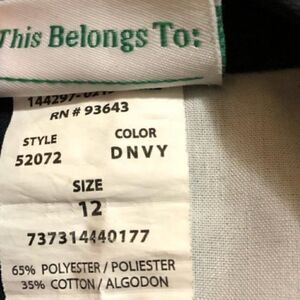 This Belongs To:
RN # 93643
STYLE COLOR
52072 DNVY
SIZE
12
737314440177
65% POLYESTER / POLIESTER
35% COTTON / ALGODON